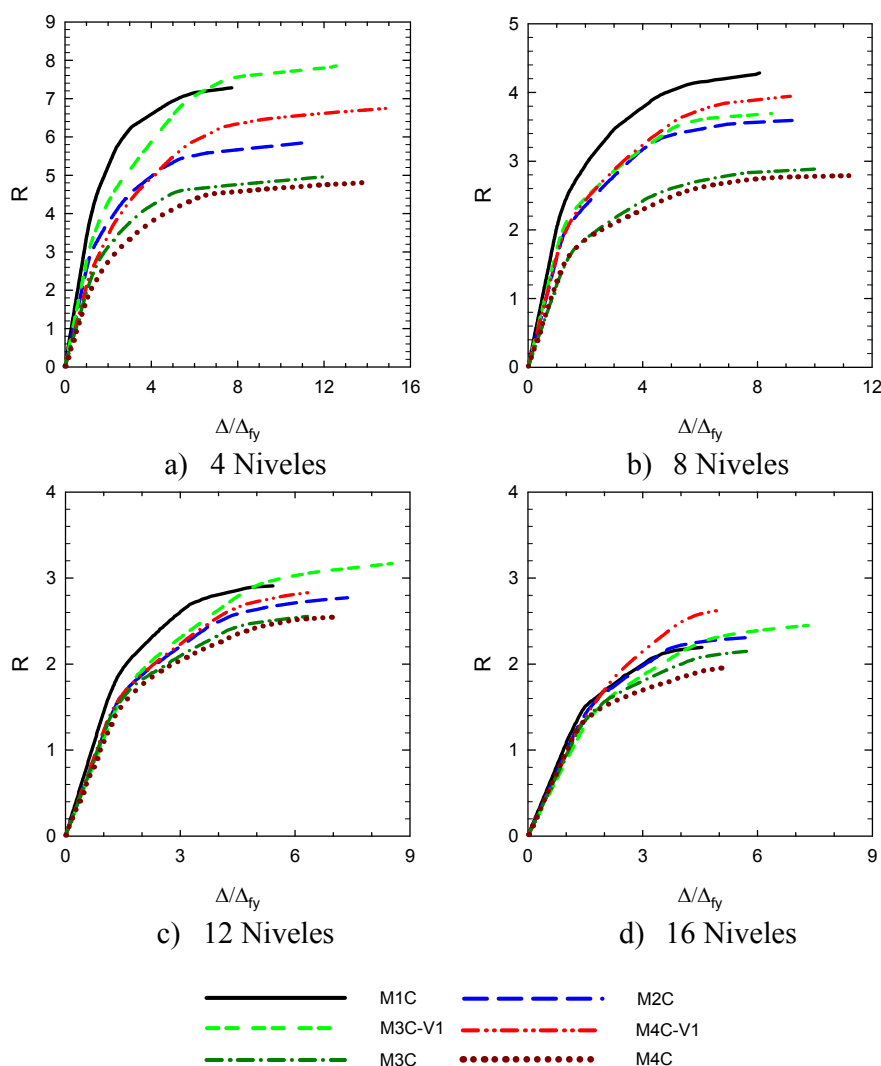 9
8
7
6
5
4
3
2
1
0
R
0 4 8 12 16
Δ/Δfy
a) 4 Niveles
5
4
3
2
1
0
R
0 4 8 12
Δ/Δfy
b) 8 Niveles
4
3
2
1
0
R
0 3 6 9
Δ/Δfy
c) 12 Niveles
4
3
2
1
0
R
0 3 6 9
Δ/Δfy
d) 16 Niveles
M1C
M2C
M3C-V1
M4C-V1
M3C
M4C